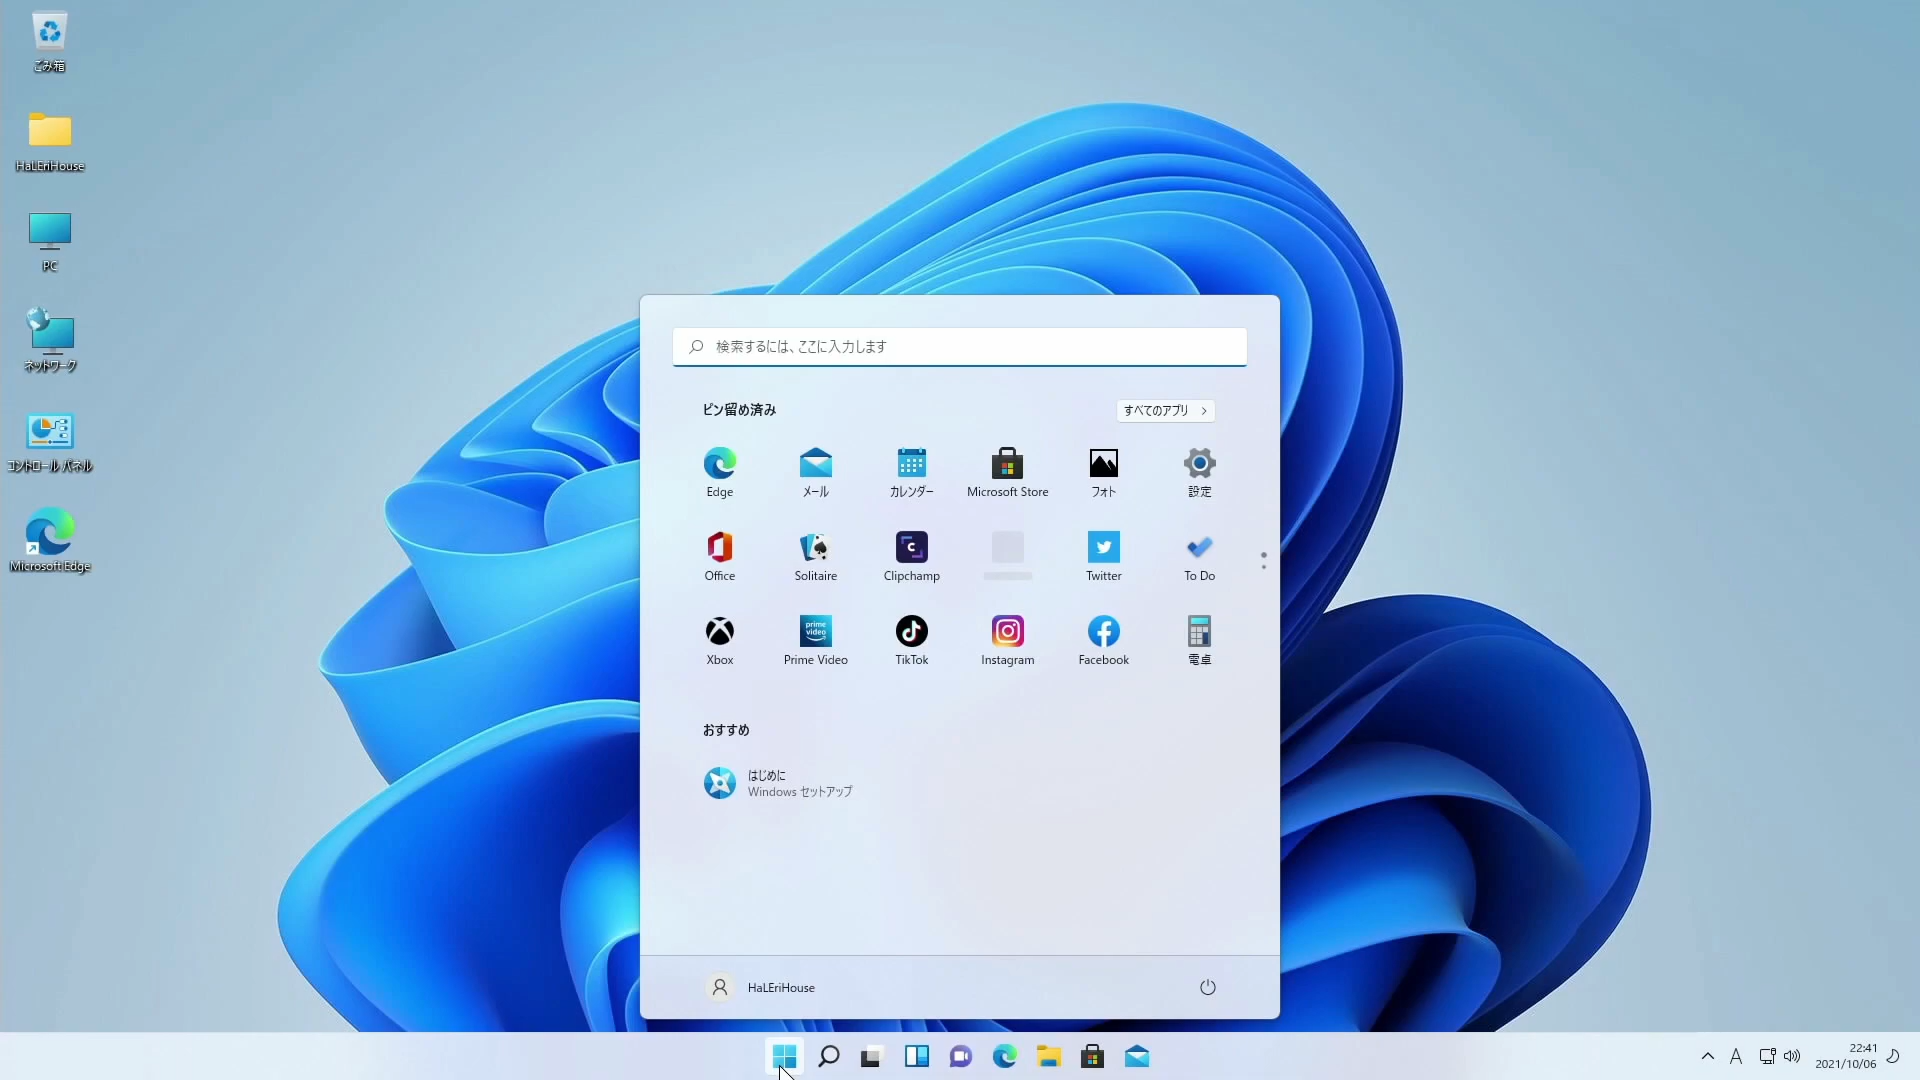 ごみ箱
HaLEriHouse
PC
ネットワーク
コントロール パネル
Microsoft Edge
検索するには、ここに入力します
ピン留め済み
すべてのアプリ
Edge
メール
カレンダー
Microsoft Store
フォト
設定
Office
Solitaire
Clipchamp
Twitter
To Do
Xbox
prime video
Prime Video
TikTok
Instagram
Facebook
電卓
おすすめ
はじめに
Windows セットアップ
HaLEriHouse
A
22:41
2021/10/06